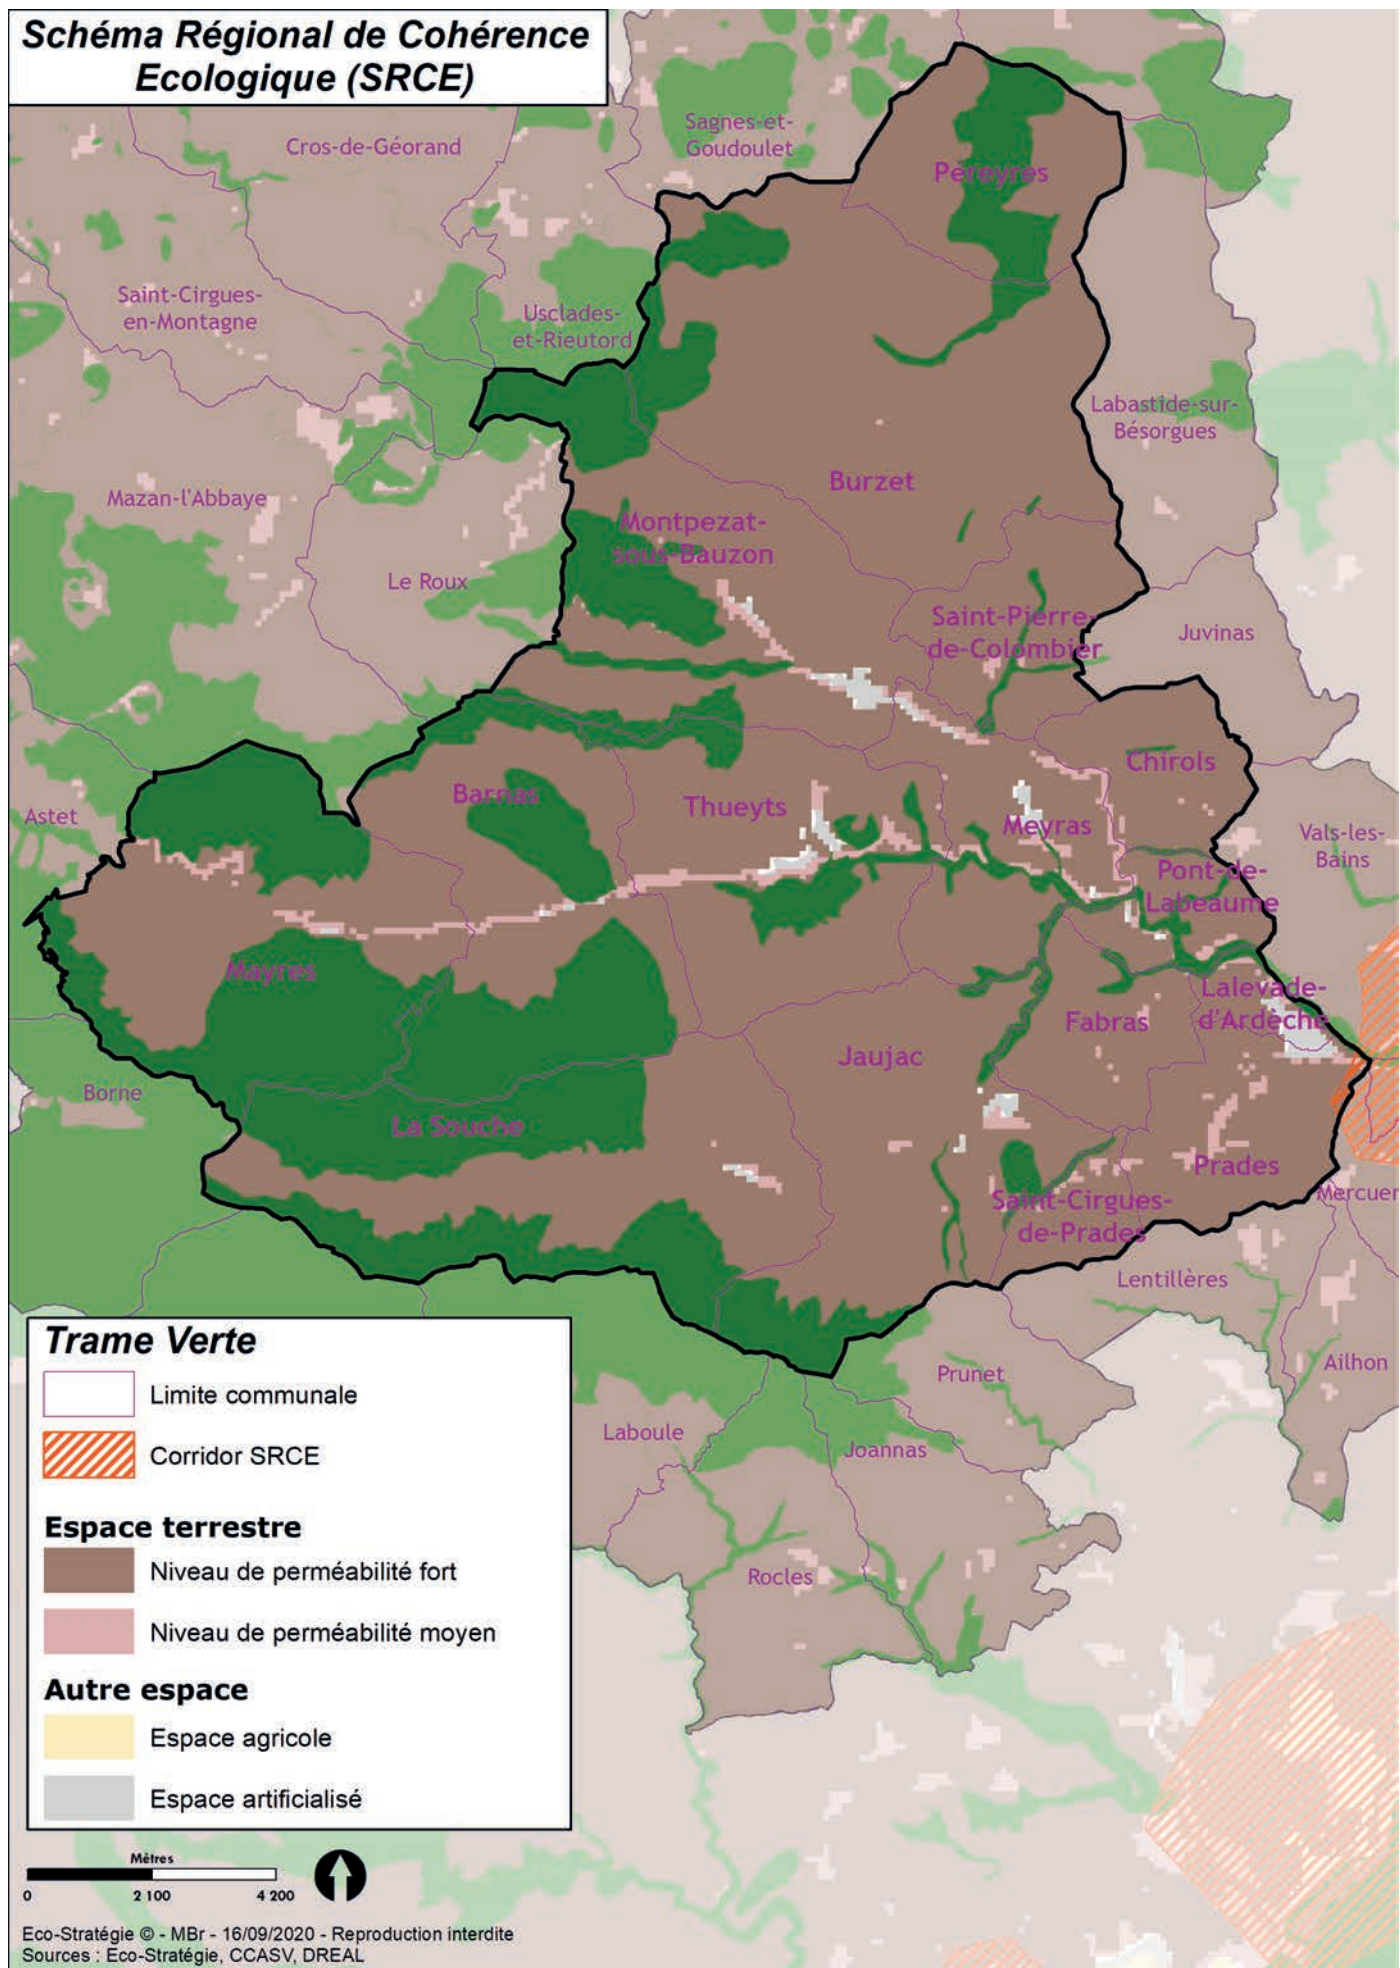 Schéma Régional de Cohérence
Ecologique (SRCE)
Cros-de-Géorand
Sagnes-et-
Goudoulet
Péreyres
Saint-Cirgues-
en-Montagne
Usclades-
et-Rieutord
Labastide-sur-
Bésorgues
Mazan-l'Abbaye
Burzet
Montpezat-
sous-Bauzon
Le Roux
Saint-Pierre-
de-Colombier
Juvinas
Chirols
Barnas
Thueyts
Astet
Meyras
Vals-les-
Bains
Pont-de-
Labeaume
Mayres
Lalevade-
d'Ardèche
Fabras
Jaujac
Borne
La Souche
Prades
Saint-Cirgues-
de-Prades
Mercuer
Lentillères
Ailhon
Prunet
Laboule
Joannas
Rocles
Trame Verte
Limite communale
Corridor SRCE
Espace terrestre
Niveau de perméabilité fort
Niveau de perméabilité moyen
Autre espace
Espace agricole
Espace artificialisé
Mètres
0 2 100 4 200
Eco-Stratégie © - MBr - 16/09/2020 - Reproduction interdite
Sources : Eco-Stratégie, CCASV, DREAL